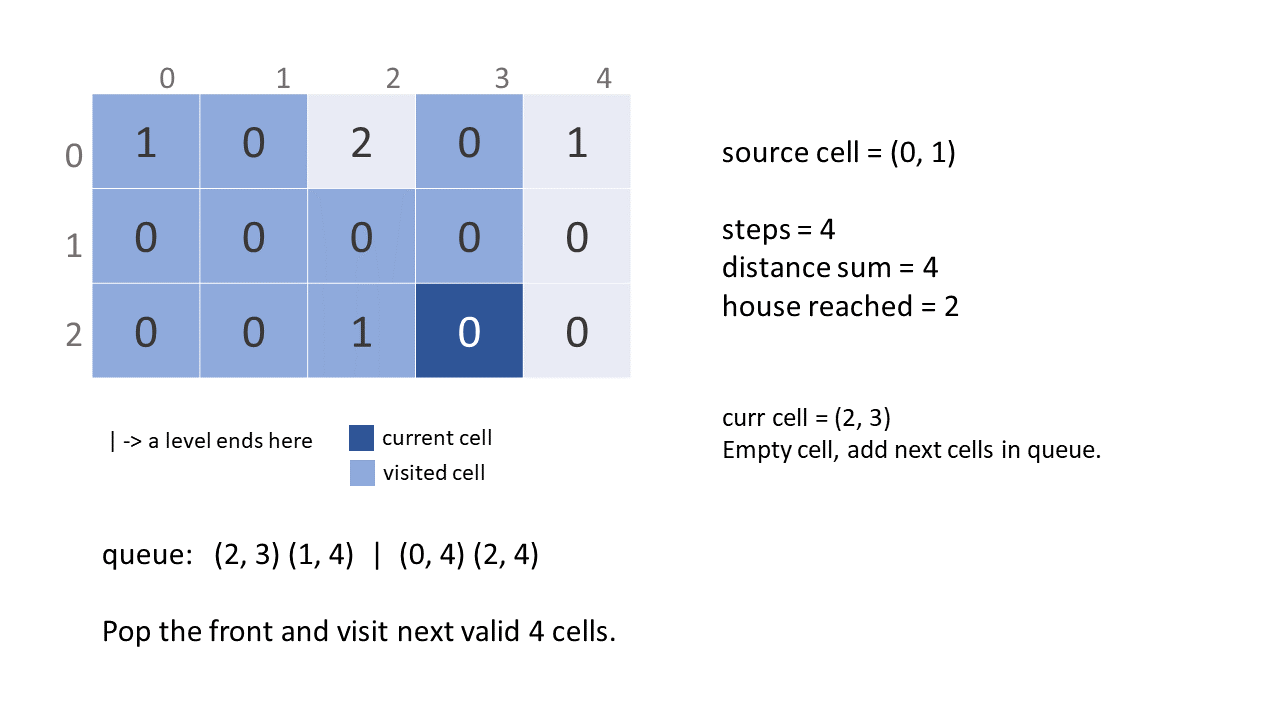 0 1 2 3 4
0 1 0 2 0 1
1 0 0 0 0 0
2 0 0 1 0 0
source cell = (0, 1)
steps = 4
distance sum = 4
house reached = 2
curr cell = (2, 3)
Empty cell, add next cells in queue.
| -> a level ends here
current cell
visited cell
queue: (2, 3) (1, 4) | (0, 4) (2, 4)
Pop the front and visit next valid 4 cells.